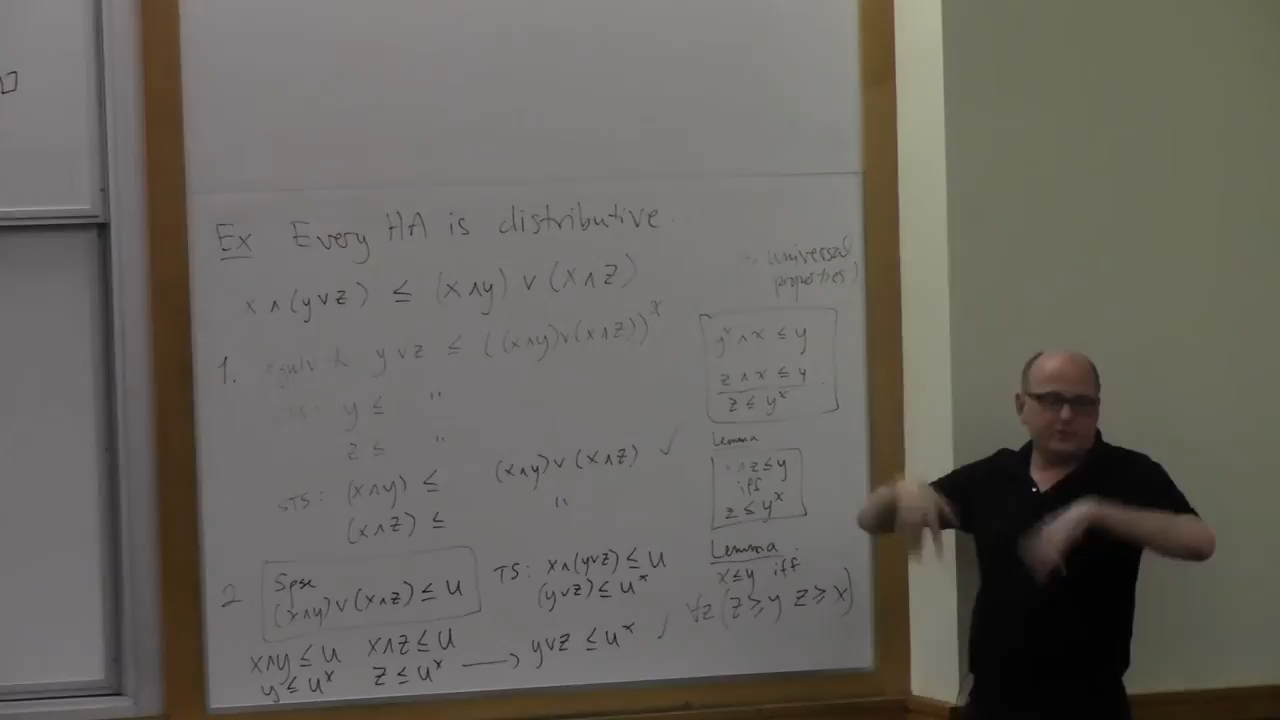 Ex Every HA is distributive.
x ∧ (y ∨ z) ≤ (x ∧ y) ∨ (x ∧ z)
1. y ∨ z ≤ ((x ∧ y) ∨ (x ∧ z))^x
y ≤ "
z ≤ "
STS: (x ∧ y) ≤ (x ∧ y) ∨ (x ∧ z) ✓
(x ∧ z) ≤ "
2. Spse
(x ∧ y) ∨ (x ∧ z) ≤ u
TS: x ∧ (y ∨ z) ≤ u
(y ∨ z) ≤ u^x
x ∧ y ≤ u x ∧ z ≤ u
y ≤ u^x z ≤ u^x → y ∨ z ≤ u^x ✓
universal
properties)
y^x ∧ x ≤ y
z ∧ x ≤ y
z ≤ y^x
Lemma
∧ z ≤ y
iff
z ≤ y^x
Lemma
x ≤ y iff
∀z (z ≥ y z ≥ x)